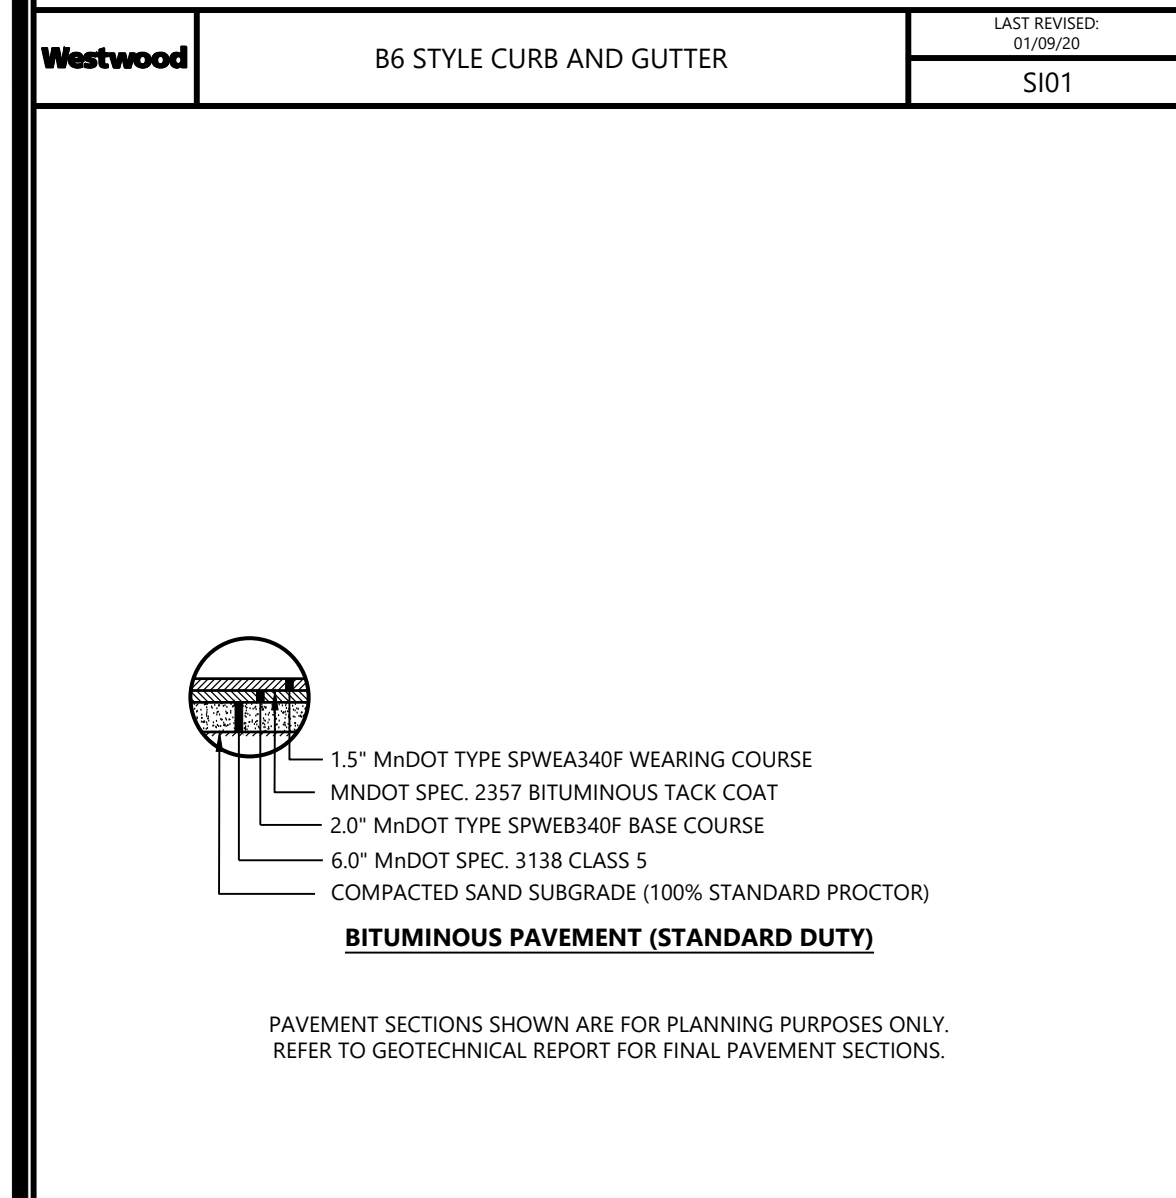 Westwood
B6 STYLE CURB AND GUTTER
LAST REVISED:
01/09/20
SI01
1.5" MnDOT TYPE SPWEA340F WEARING COURSE
MNDOT SPEC. 2357 BITUMINOUS TACK COAT
2.0" MnDOT TYPE SPWEB340F BASE COURSE
6.0" MnDOT SPEC. 3138 CLASS 5
COMPACTED SAND SUBGRADE (100% STANDARD PROCTOR)
BITUMINOUS PAVEMENT (STANDARD DUTY)
PAVEMENT SECTIONS SHOWN ARE FOR PLANNING PURPOSES ONLY.
REFER TO GEOTECHNICAL REPORT FOR FINAL PAVEMENT SECTIONS.